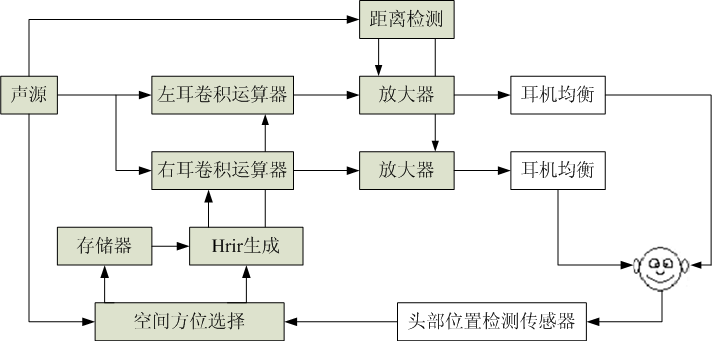 距离检测
声源
左耳卷积运算器
放大器
耳机均衡
右耳卷积运算器
放大器
耳机均衡
存储器
Hrir生成
空间方位选择
头部位置检测传感器